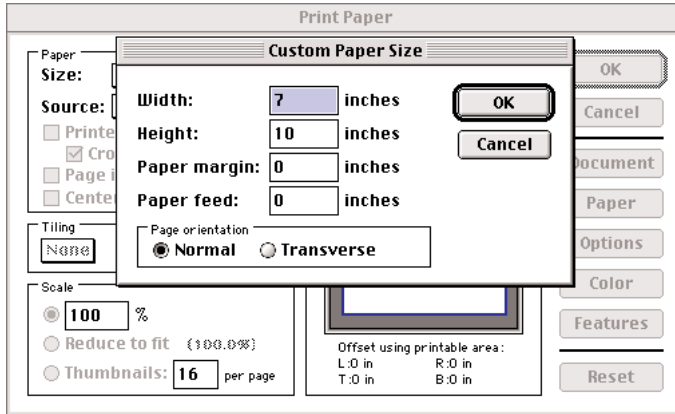 Print Paper
Paper
Size:
Source:
Printe
Cro
Page i
Cente
Tiling
None
Scale
100 %
Reduce to fit (100.0%)
Thumbnails: 16 per page
Custom Paper Size
Width: 7 inches
Height: 10 inches
Paper margin: 0 inches
Paper feed: 0 inches
Page orientation
Normal Transverse
OK
Cancel
Offset using printable area:
L:0 in R:0 in
T:0 in B:0 in
OK
Cancel
Document
Paper
Options
Color
Features
Reset